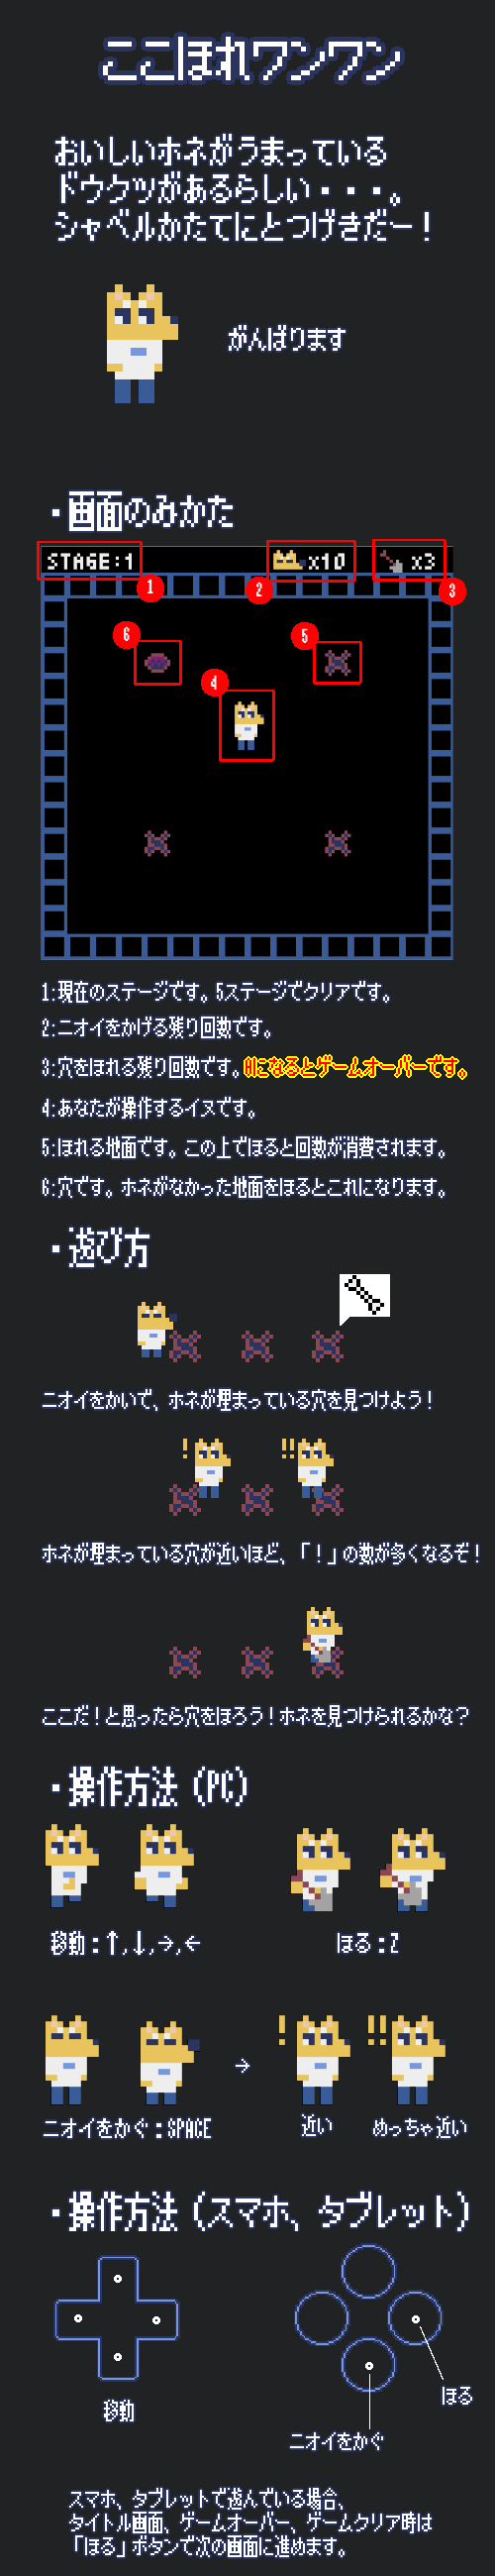 ここほれワンワン
おいしいホネがうまっている
ドウクツがあるらしい・・・。
シャベルかたてにとつげきだー！
がんばります
・画面のみかた
STAGE:1 x10 x3
1 2 3
6 5
4
1:現在のステージです。5ステージでクリアです。
2:ニオイをかげる残り回数です。
3:穴をほれる残り回数です。0になるとゲームオーバーです。
4:あなたが操作するイヌです。
5:ほれる地面です。この上でほると回数が消費されます。
6:穴です。ホネがなかった地面をほるとこれになります。
・遊び方
ニオイをかいで、ホネが埋まっている穴を見つけよう！
! !!
ホネが埋まっている穴が近いほど、「！」の数が多くなるぞ！
ここだ！と思ったら穴をほろう！ホネを見つけられるかな？
・操作方法（PC）
移動：↑,↓,→,← ほる：Z
→ ! !!
ニオイをかぐ：SPACE 近い めっちゃ近い
・操作方法（スマホ、タブレット）
移動 ほる
ニオイをかぐ
スマホ、タブレットで遊んでいる場合、
タイトル画面、ゲームオーバー、ゲームクリア時は
「ほる」ボタンで次の画面に進めます。